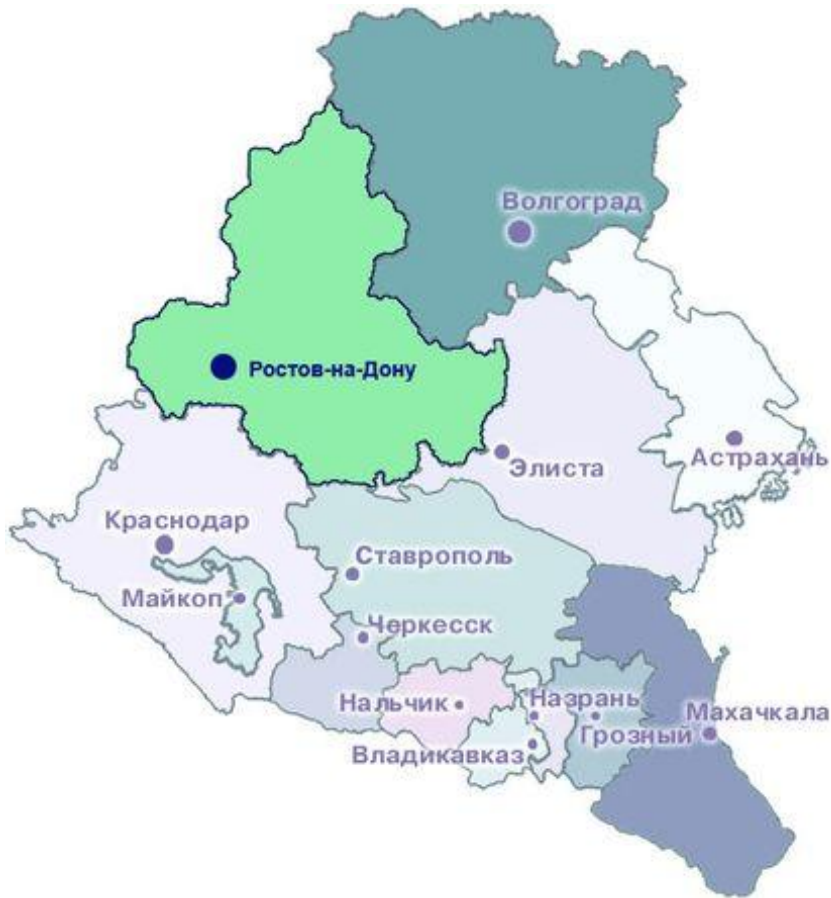 Волгоград
Ростов-на-Дону
Элиста
Астрахань
Краснодар
Ставрополь
Майкоп
Черкесск
Нальчик
Назрань
Махачкала
Грозный
Владикавказ